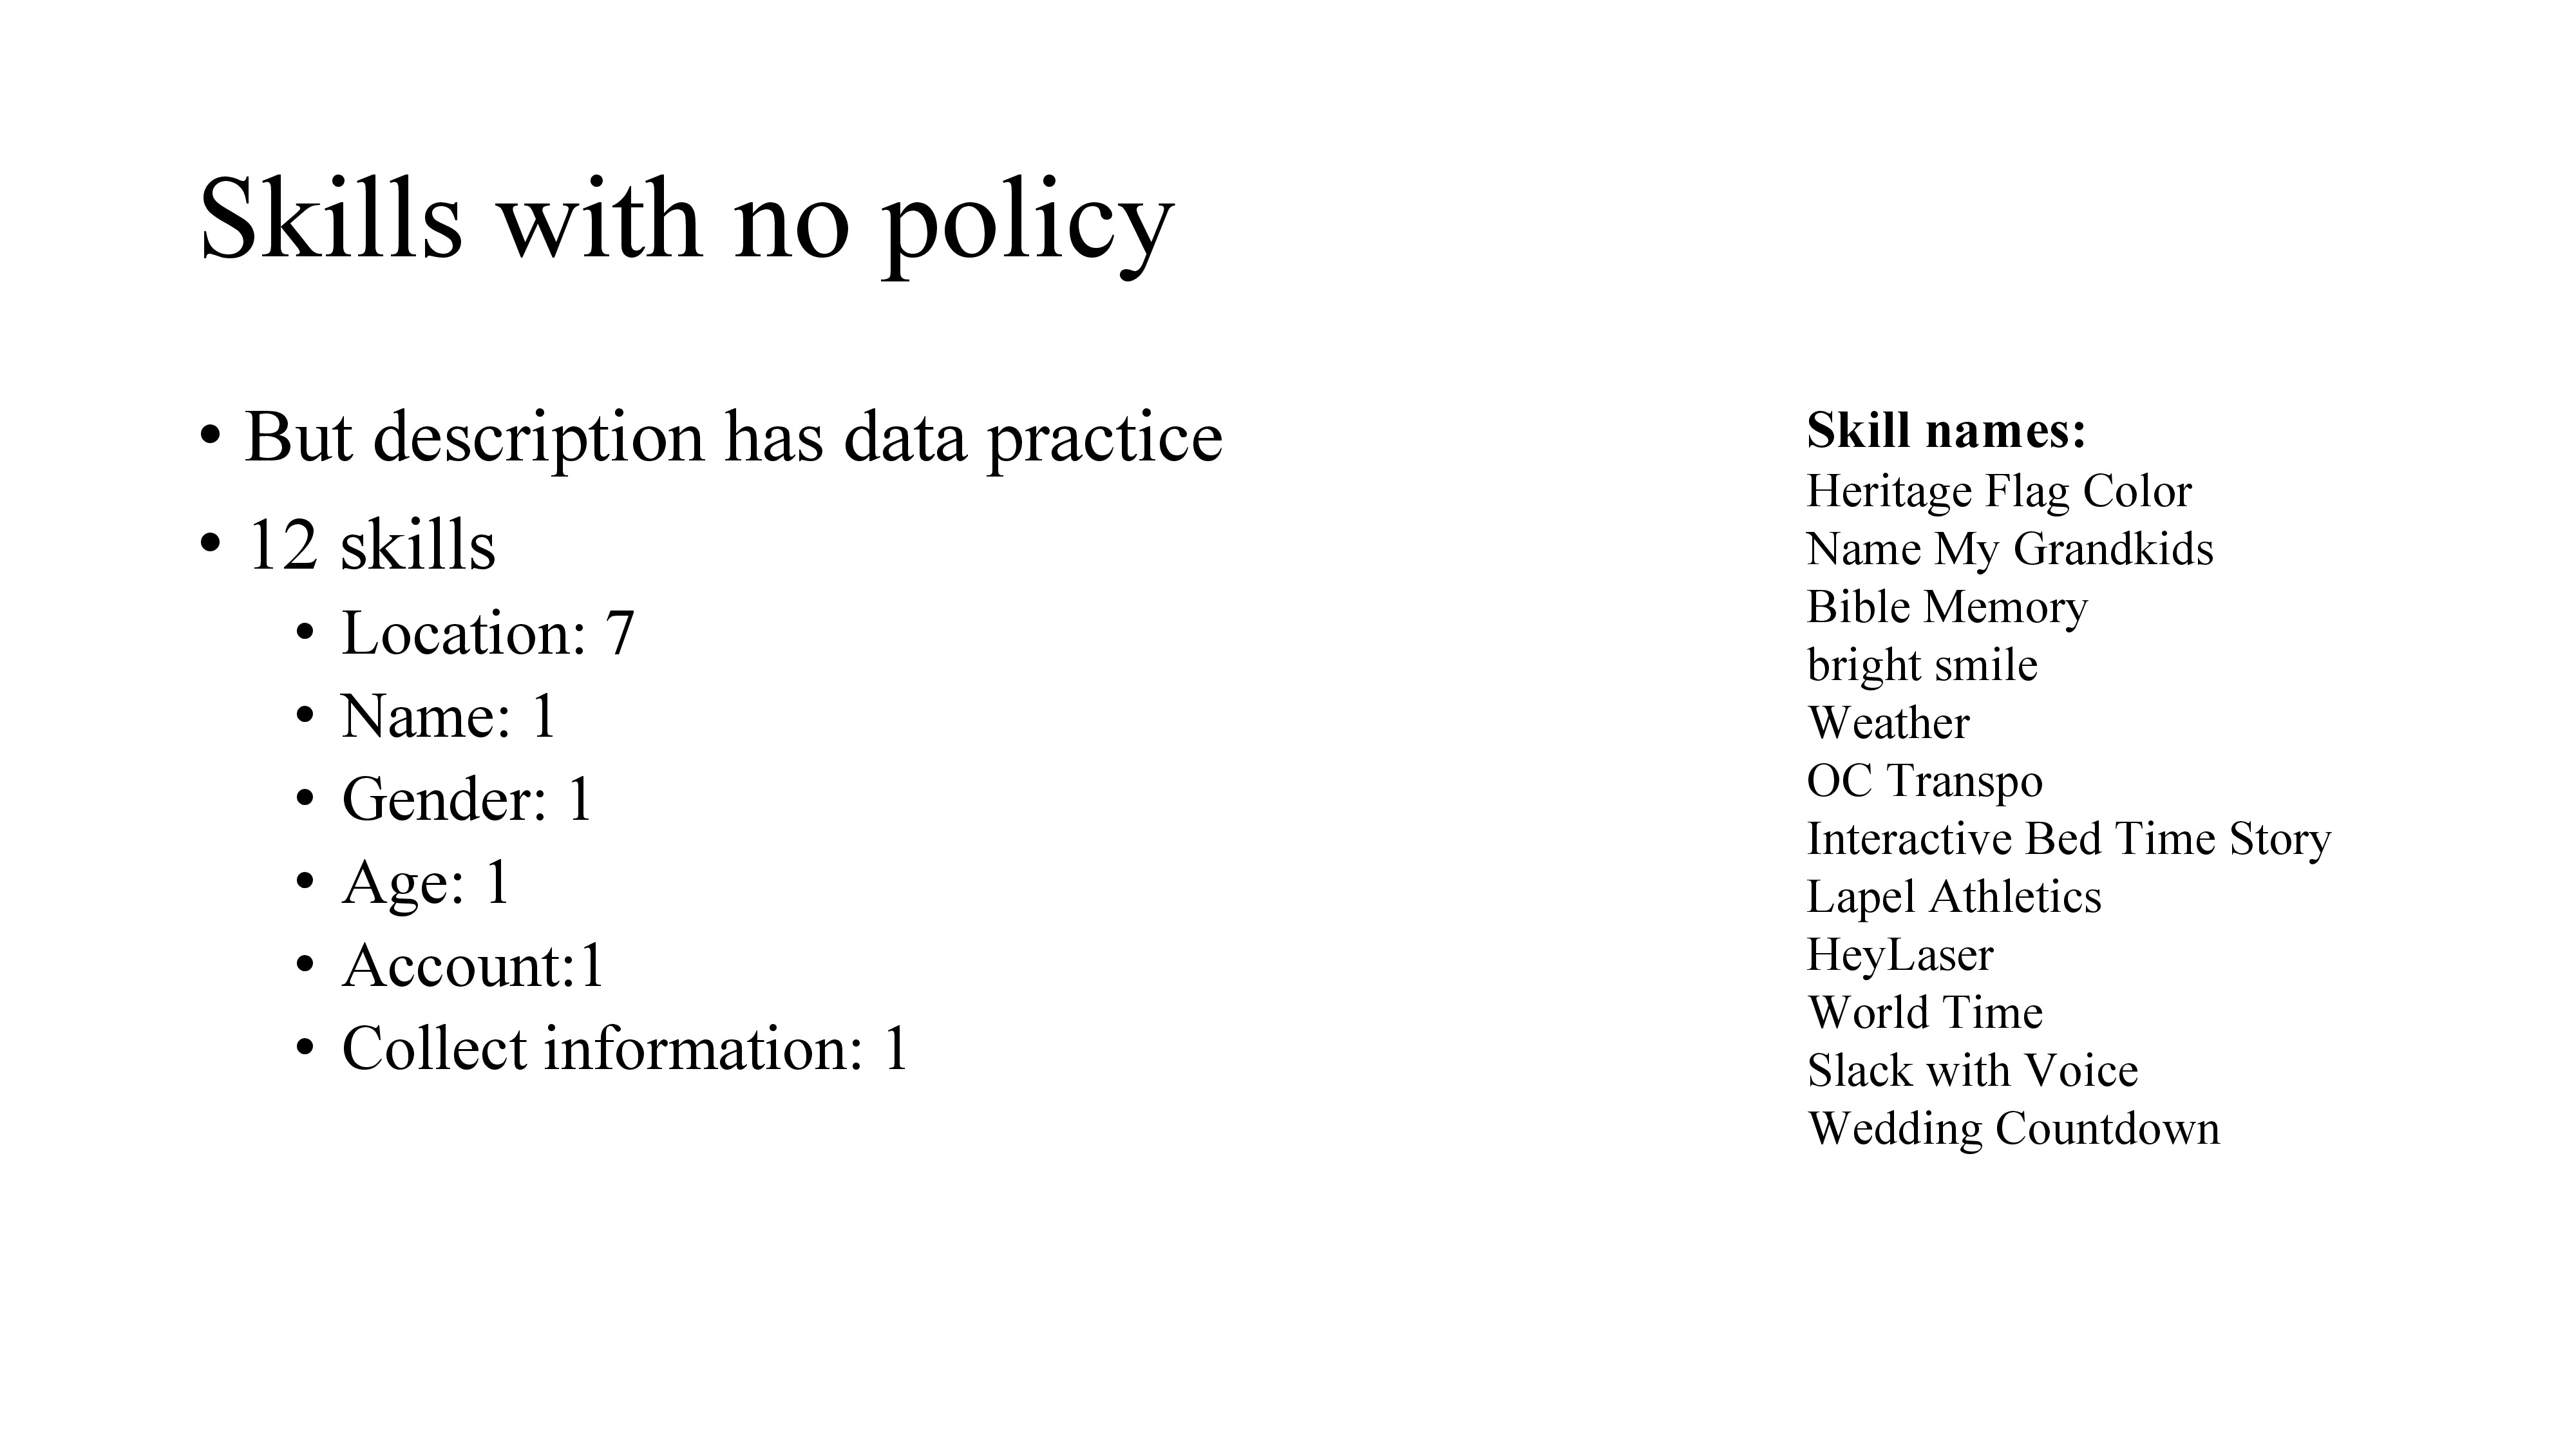 Skills with no policy
• But description has data practice
• 12 skills
• Location: 7
• Name: 1
• Gender: 1
• Age: 1
• Account:1
• Collect information: 1
Skill names:
Heritage Flag Color
Name My Grandkids
Bible Memory
bright smile
Weather
OC Transpo
Interactive Bed Time Story
Lapel Athletics
HeyLaser
World Time
Slack with Voice
Wedding Countdown